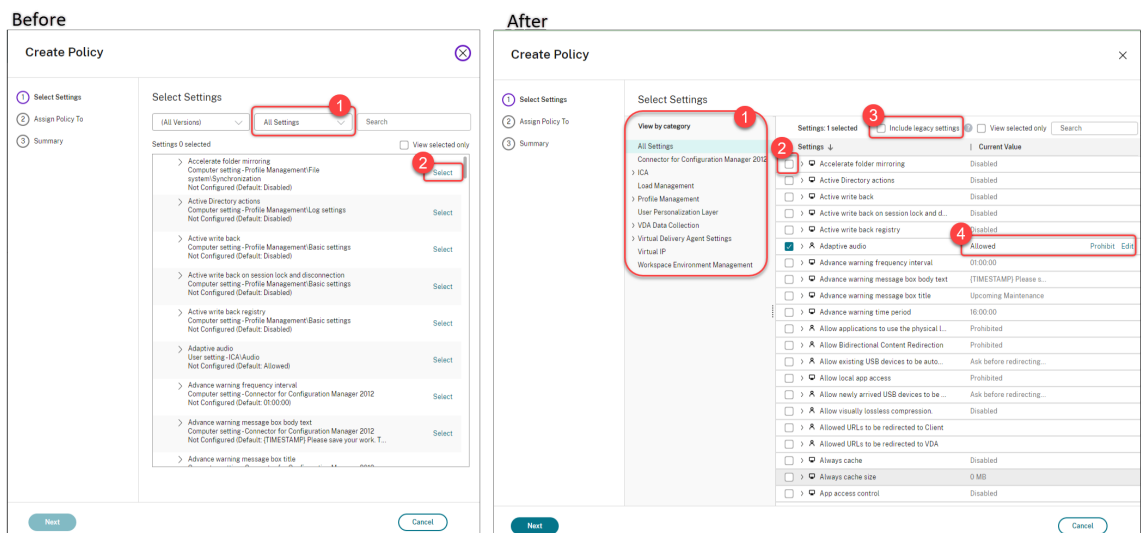 Before
Create Policy
1 Select Settings
2 Assign Policy To
3 Summary
Select Settings
1
(All Versions)
All Settings
Search
Settings 0 selected
View selected only
2
Accelerate folder mirroring
Computer setting - Profile Management\File
system\Synchronization
Not Configured (Default: Disabled)
Select
Active Directory actions
Computer setting - Profile Management\Log settings
Not Configured (Default: Disabled)
Select
Active write back
Computer setting - Profile Management\Basic settings
Not Configured (Default: Disabled)
Select
Active write back on session lock and disconnection
Computer setting - Profile Management\Basic settings
Not Configured (Default: Disabled)
Select
Active write back registry
Computer setting - Profile Management\Basic settings
Not Configured (Default: Disabled)
Select
Adaptive audio
User setting - ICA\Audio
Not Configured (Default: Allowed)
Select
Advance warning frequency interval
Computer setting - Connector for Configuration Manager 2012
Not Configured (Default: 01:00:00)
Select
Advance warning message box body text
Computer setting - Connector for Configuration Manager 2012
Not Configured (Default: {TIMESTAMP} Please save your work. T...
Select
Advance warning message box title
Next
Cancel
After
Create Policy
1 Select Settings
2 Assign Policy To
3 Summary
Select Settings
1
View by category
All Settings
Connector for Configuration Manager 2012
ICA
Load Management
Profile Management
User Personalization Layer
VDA Data Collection
Virtual Delivery Agent Settings
Virtual IP
Workspace Environment Management
3
Settings: 1 selected
Include legacy settings
View selected only
Search
2
Settings ↓ Current Value
Accelerate folder mirroring Disabled
Active Directory actions Disabled
Active write back Disabled
Active write back on session lock and d... Disabled
Active write back registry Disabled
4
Adaptive audio Allowed Prohibit Edit
Advance warning frequency interval 01:00:00
Advance warning message box body text {TIMESTAMP} Please s...
Advance warning message box title Upcoming Maintenance
Advance warning time period 16:00:00
Allow applications to use the physical l... Prohibited
Allow Bidirectional Content Redirection Prohibited
Allow existing USB devices to be auto... Ask before redirecting...
Allow local app access Prohibited
Allow newly arrived USB devices to be ... Ask before redirecting...
Allow visually lossless compression. Disabled
Allowed URLs to be redirected to Client
Allowed URLs to be redirected to VDA
Always cache Disabled
Always cache size 0 MB
App access control Disabled
Next
Cancel